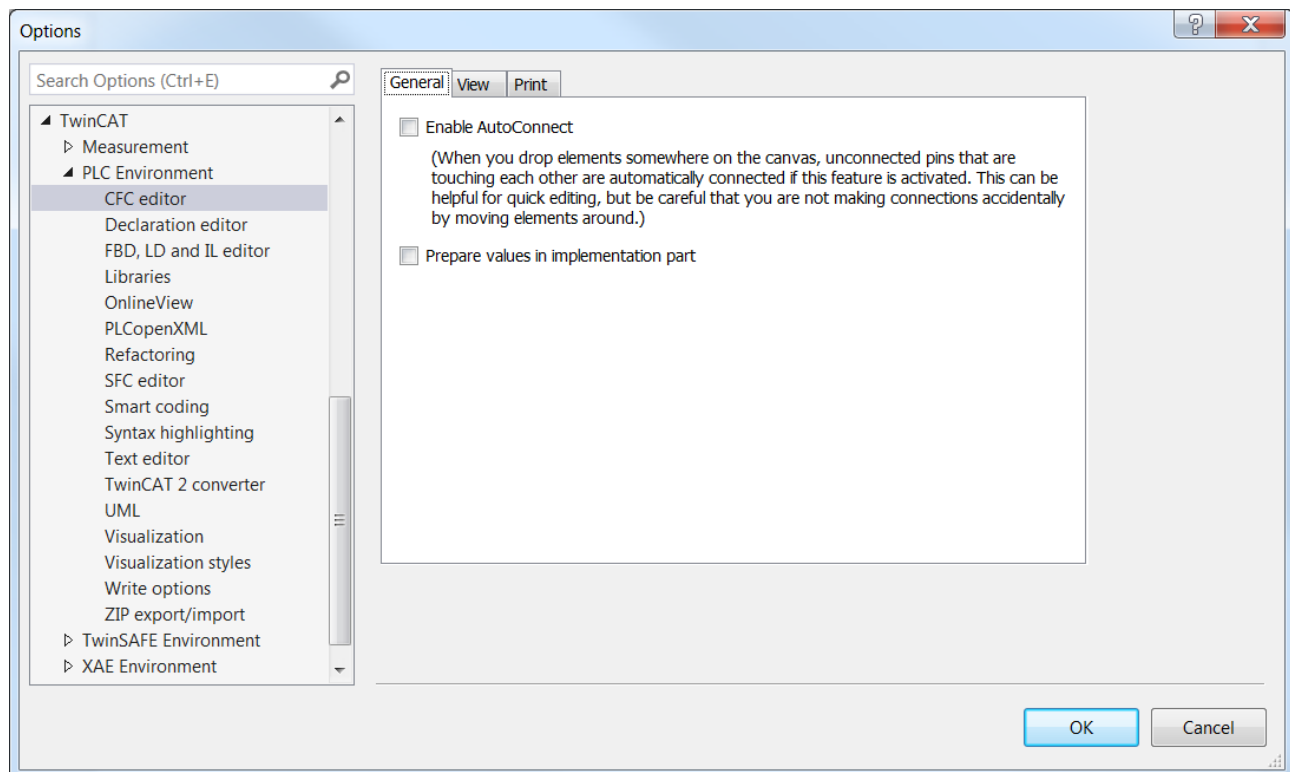 Options
Search Options (Ctrl+E)
TwinCAT
Measurement
PLC Environment
CFC editor
Declaration editor
FBD, LD and IL editor
Libraries
OnlineView
PLCopenXML
Refactoring
SFC editor
Smart coding
Syntax highlighting
Text editor
TwinCAT 2 converter
UML
Visualization
Visualization styles
Write options
ZIP export/import
TwinSAFE Environment
XAE Environment
General View Print
Enable AutoConnect
(When you drop elements somewhere on the canvas, unconnected pins that are
touching each other are automatically connected if this feature is activated. This can be
helpful for quick editing, but be careful that you are not making connections accidentally
by moving elements around.)
Prepare values in implementation part
OK Cancel